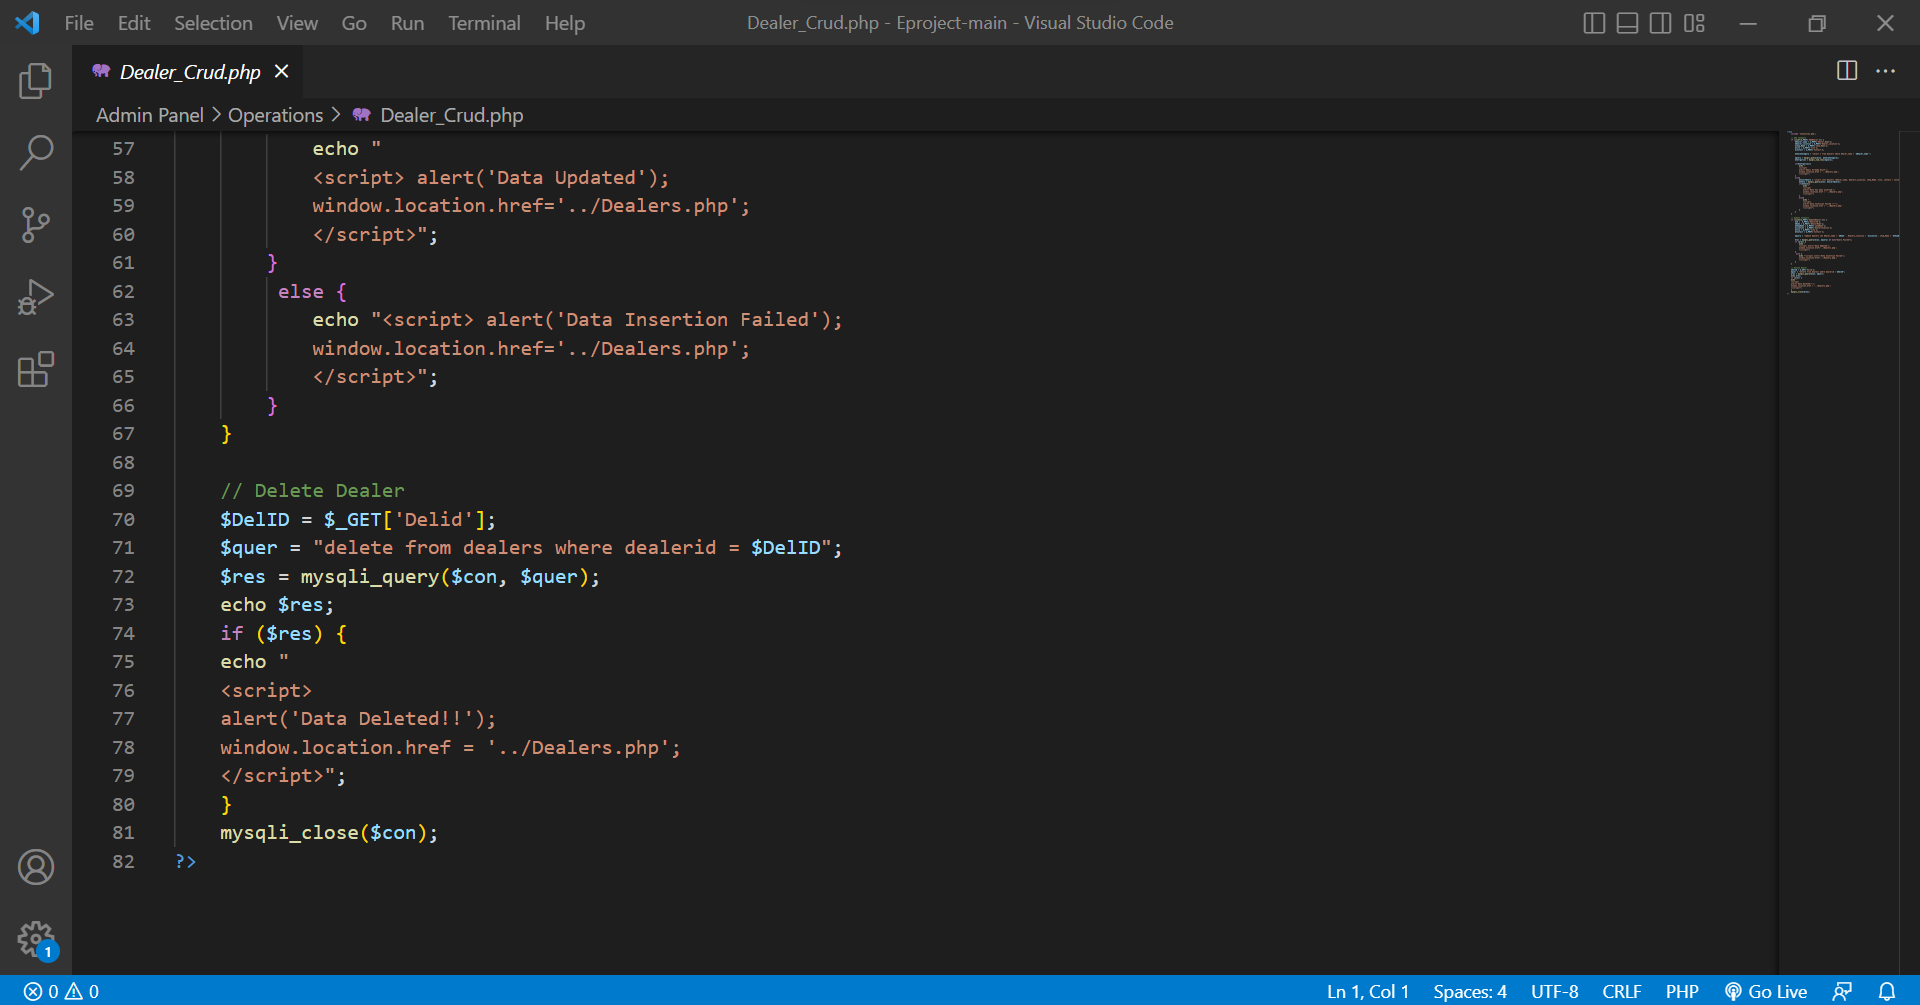 File Edit Selection View Go Run Terminal Help Dealer_Crud.php - Eproject-main - Visual Studio Code
Dealer_Crud.php
Admin Panel > Operations > Dealer_Crud.php
57 echo "
58 <script> alert('Data Updated');
59 window.location.href='../Dealers.php';
60 </script>";
61 }
62 else {
63 echo "<script> alert('Data Insertion Failed');
64 window.location.href='../Dealers.php';
65 </script>";
66 }
67 }
68
69 // Delete Dealer
70 $DelID = $_GET['Delid'];
71 $quer = "delete from dealers where dealerid = $DelID";
72 $res = mysqli_query($con, $quer);
73 echo $res;
74 if ($res) {
75 echo "
76 <script>
77 alert('Data Deleted!!');
78 window.location.href = '../Dealers.php';
79 </script>";
80 }
81 mysqli_close($con);
82 ?>
1
0 0 Ln 1, Col 1 Spaces: 4 UTF-8 CRLF PHP Go Live